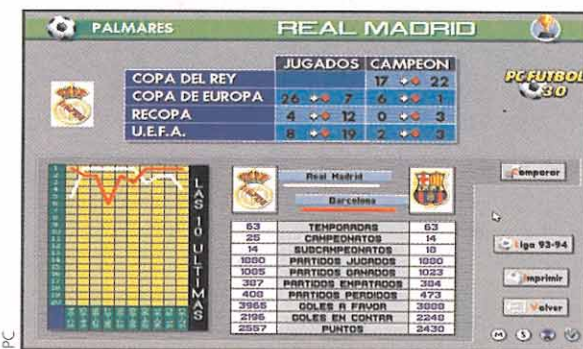 PALMARES
REAL MADRID
JUGADOS CAMPEON
COPA DEL REY 17 22
COPA DE EUROPA 26 7 6 1
RECOPA 4 12 0 3
U.E.F.A. 8 19 2 3
PC FUTBOL
3.0
LAS 10 ULTIMAS
Real Madrid
Barcelona
63 TEMPORADAS 63
25 CAMPEONATOS 14
14 SUBCAMPEONATOS 18
1880 PARTIDOS JUGADOS 1880
1085 PARTIDOS GANADOS 1023
387 PARTIDOS EMPATADOS 384
408 PARTIDOS PERDIDOS 473
3965 GOLES A FAVOR 3888
2196 GOLES EN CONTRA 2248
2557 PUNTOS 2430
Comparar
Liga 93-94
Imprimir
Volver
M S
PC